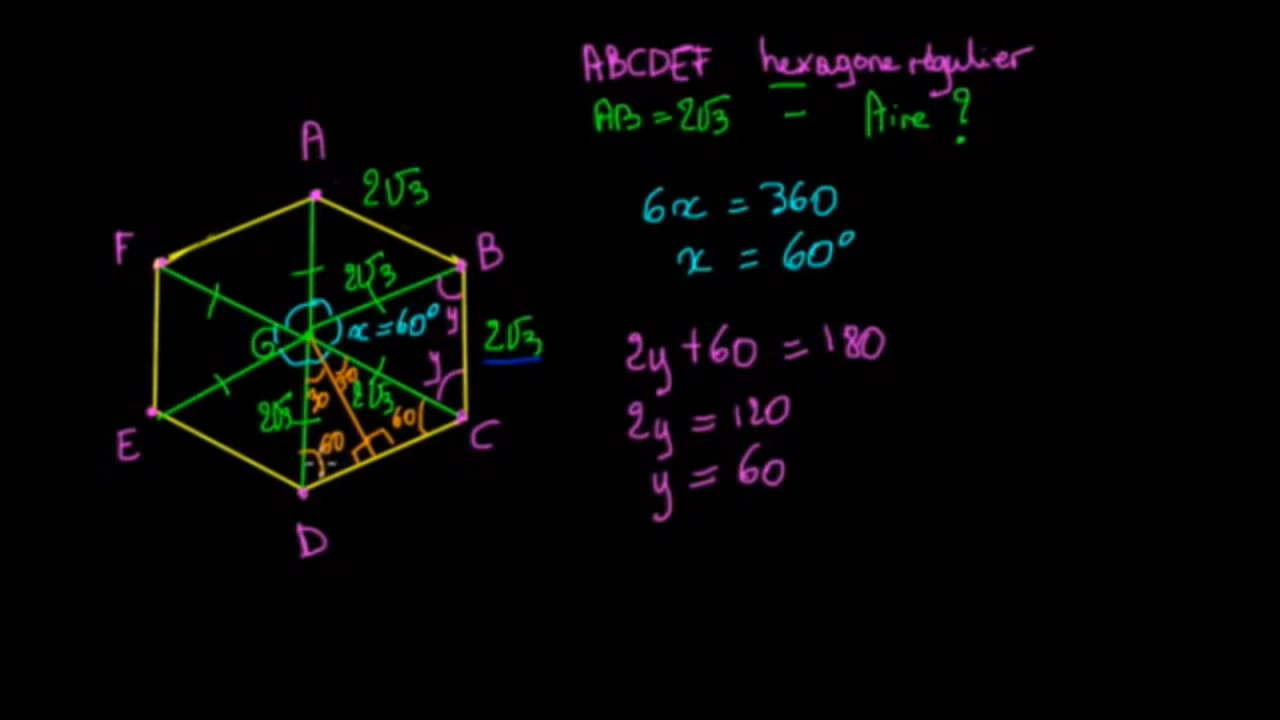 ABCDEF hexagone régulier
AB = 2√3 – Aire ?
A
2√3
F
B
2√3
6x = 360
x = 60°
G
x = 60°
y
2√3
y
2y + 60 = 180
2√3
30
30
2√3
60
60
E
C
2y = 120
y = 60
D